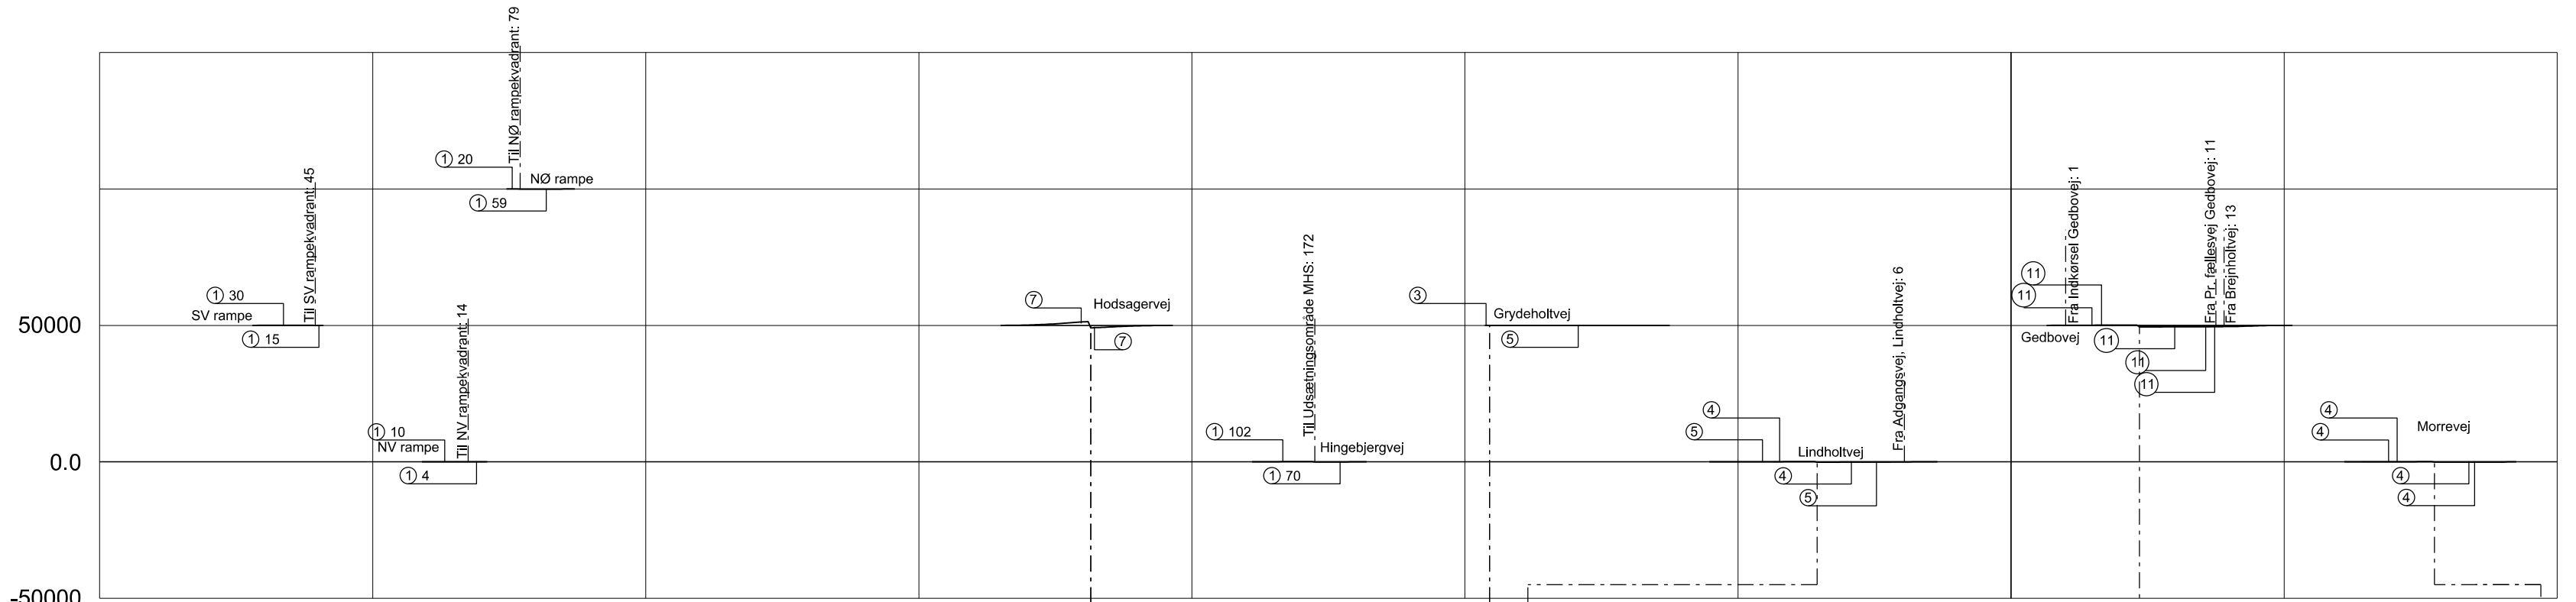 Til NØ rampekvadrant: 79
① 20
NØ rampe
① 59
Til SV rampekvadrant: 45
① 30
SV rampe
① 15
50000
Til NV rampekvadrant: 14
① 10
NV rampe
① 4
0.0
-50000
⑦
Hodsagervej
⑦
Til Udsætningsområde MHS: 172
① 102
Hingebjergvej
① 70
③
Grydeholtvej
⑤
Fra Adgangsvej, Lindholtvej: 6
④
⑤
Lindholtvej
④
⑤
Fra Indkørsel Gedbovej: 1
Fra Pr. fællesvej Gedbovej: 11
Fra Brejnholtvej: 13
⑪
⑪
Gedbovej
⑪
⑪
⑪
④
④
Morrevej
④
④